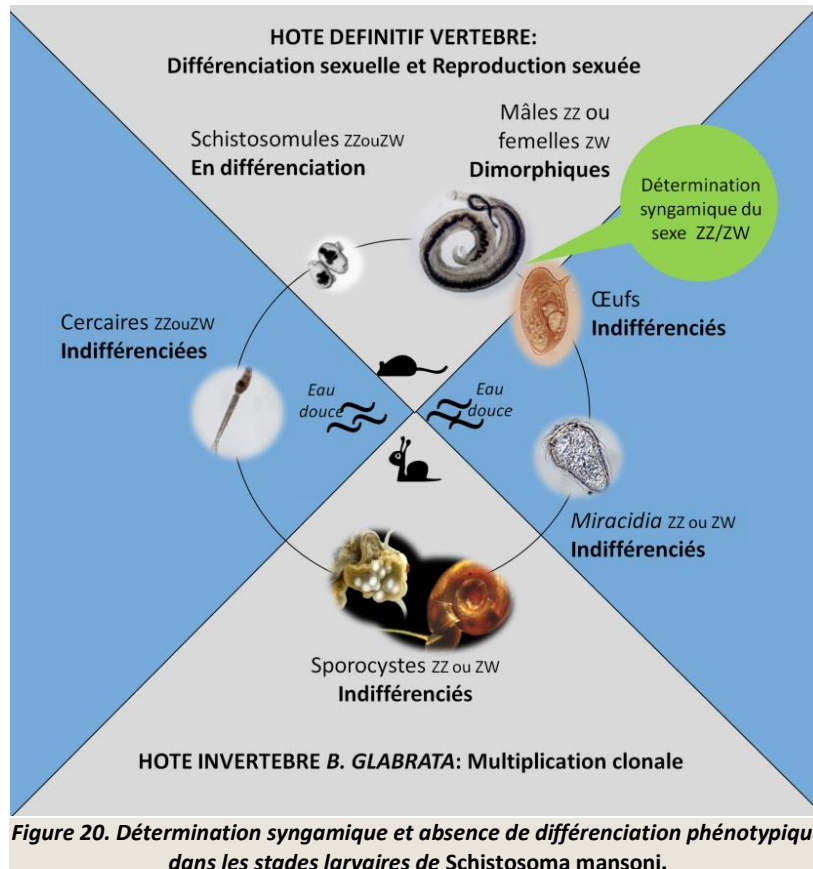 HOTE DEFINITIF VERTEBRE:
Différenciation sexuelle et Reproduction sexuée
Schistosomules ZZouZW
En différenciation
Mâles ZZ ou
femelles ZW
Dimorphiques
Détermination
syngamique du
sexe ZZ/ZW
Œufs
Indifférenciés
Cercaires ZZouZW
Indifférenciées
Eau
douce
Eau
douce
Miracidia ZZ ou ZW
Indifférenciés
Sporocystes ZZ ou ZW
Indifférenciés
HOTE INVERTEBRE B. GLABRATA: Multiplication clonale
Figure 20. Détermination syngamique et absence de différenciation phénotypiqu
dans les stades larvaires de Schistosoma mansoni.